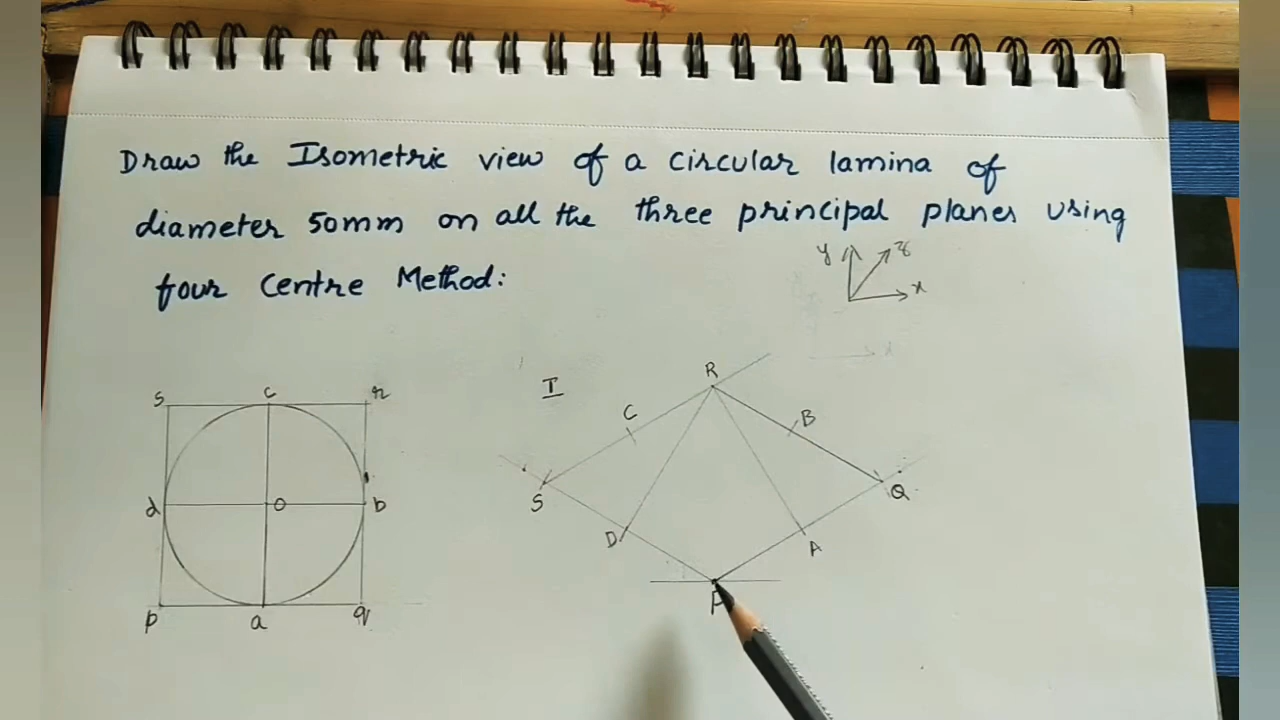 Draw the Isometric view of a circular lamina of
diameter 50mm on all the three principal planes using
four Centre Method:
y z
x
I
R
s c r
C B
S Q
d o b
D A
P
p a q